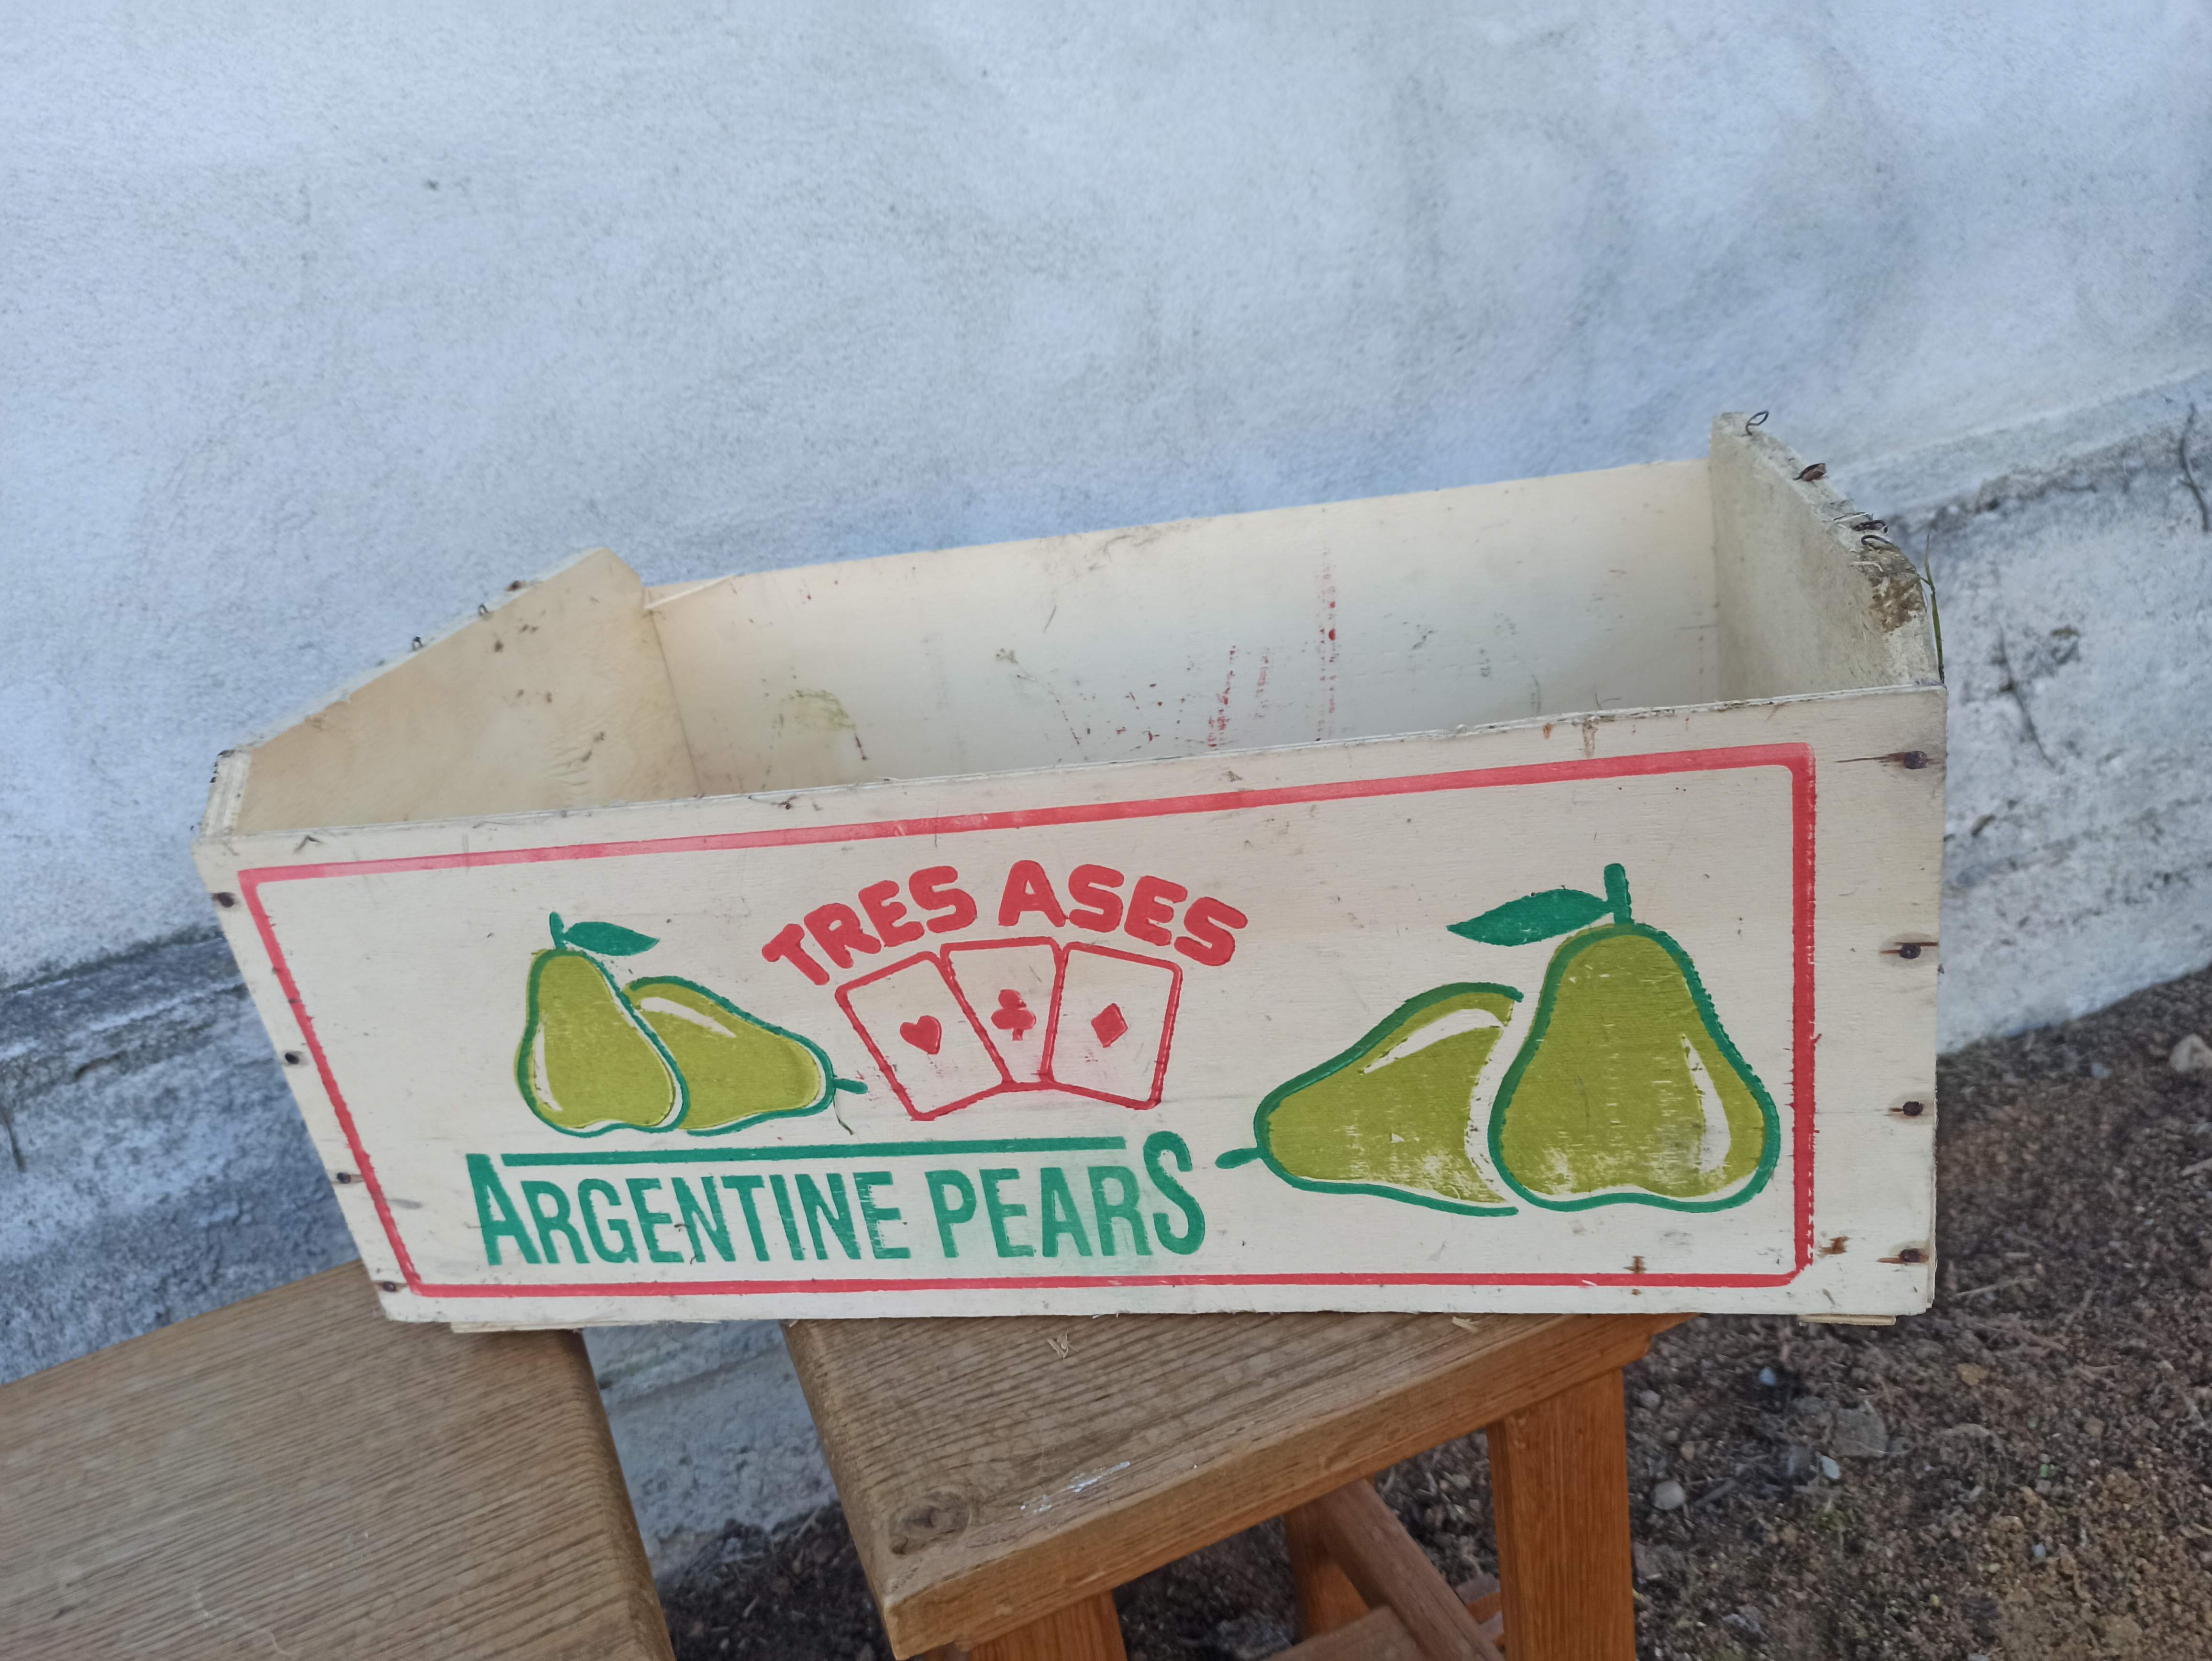 TRES ASES
ARGENTINE PEARS